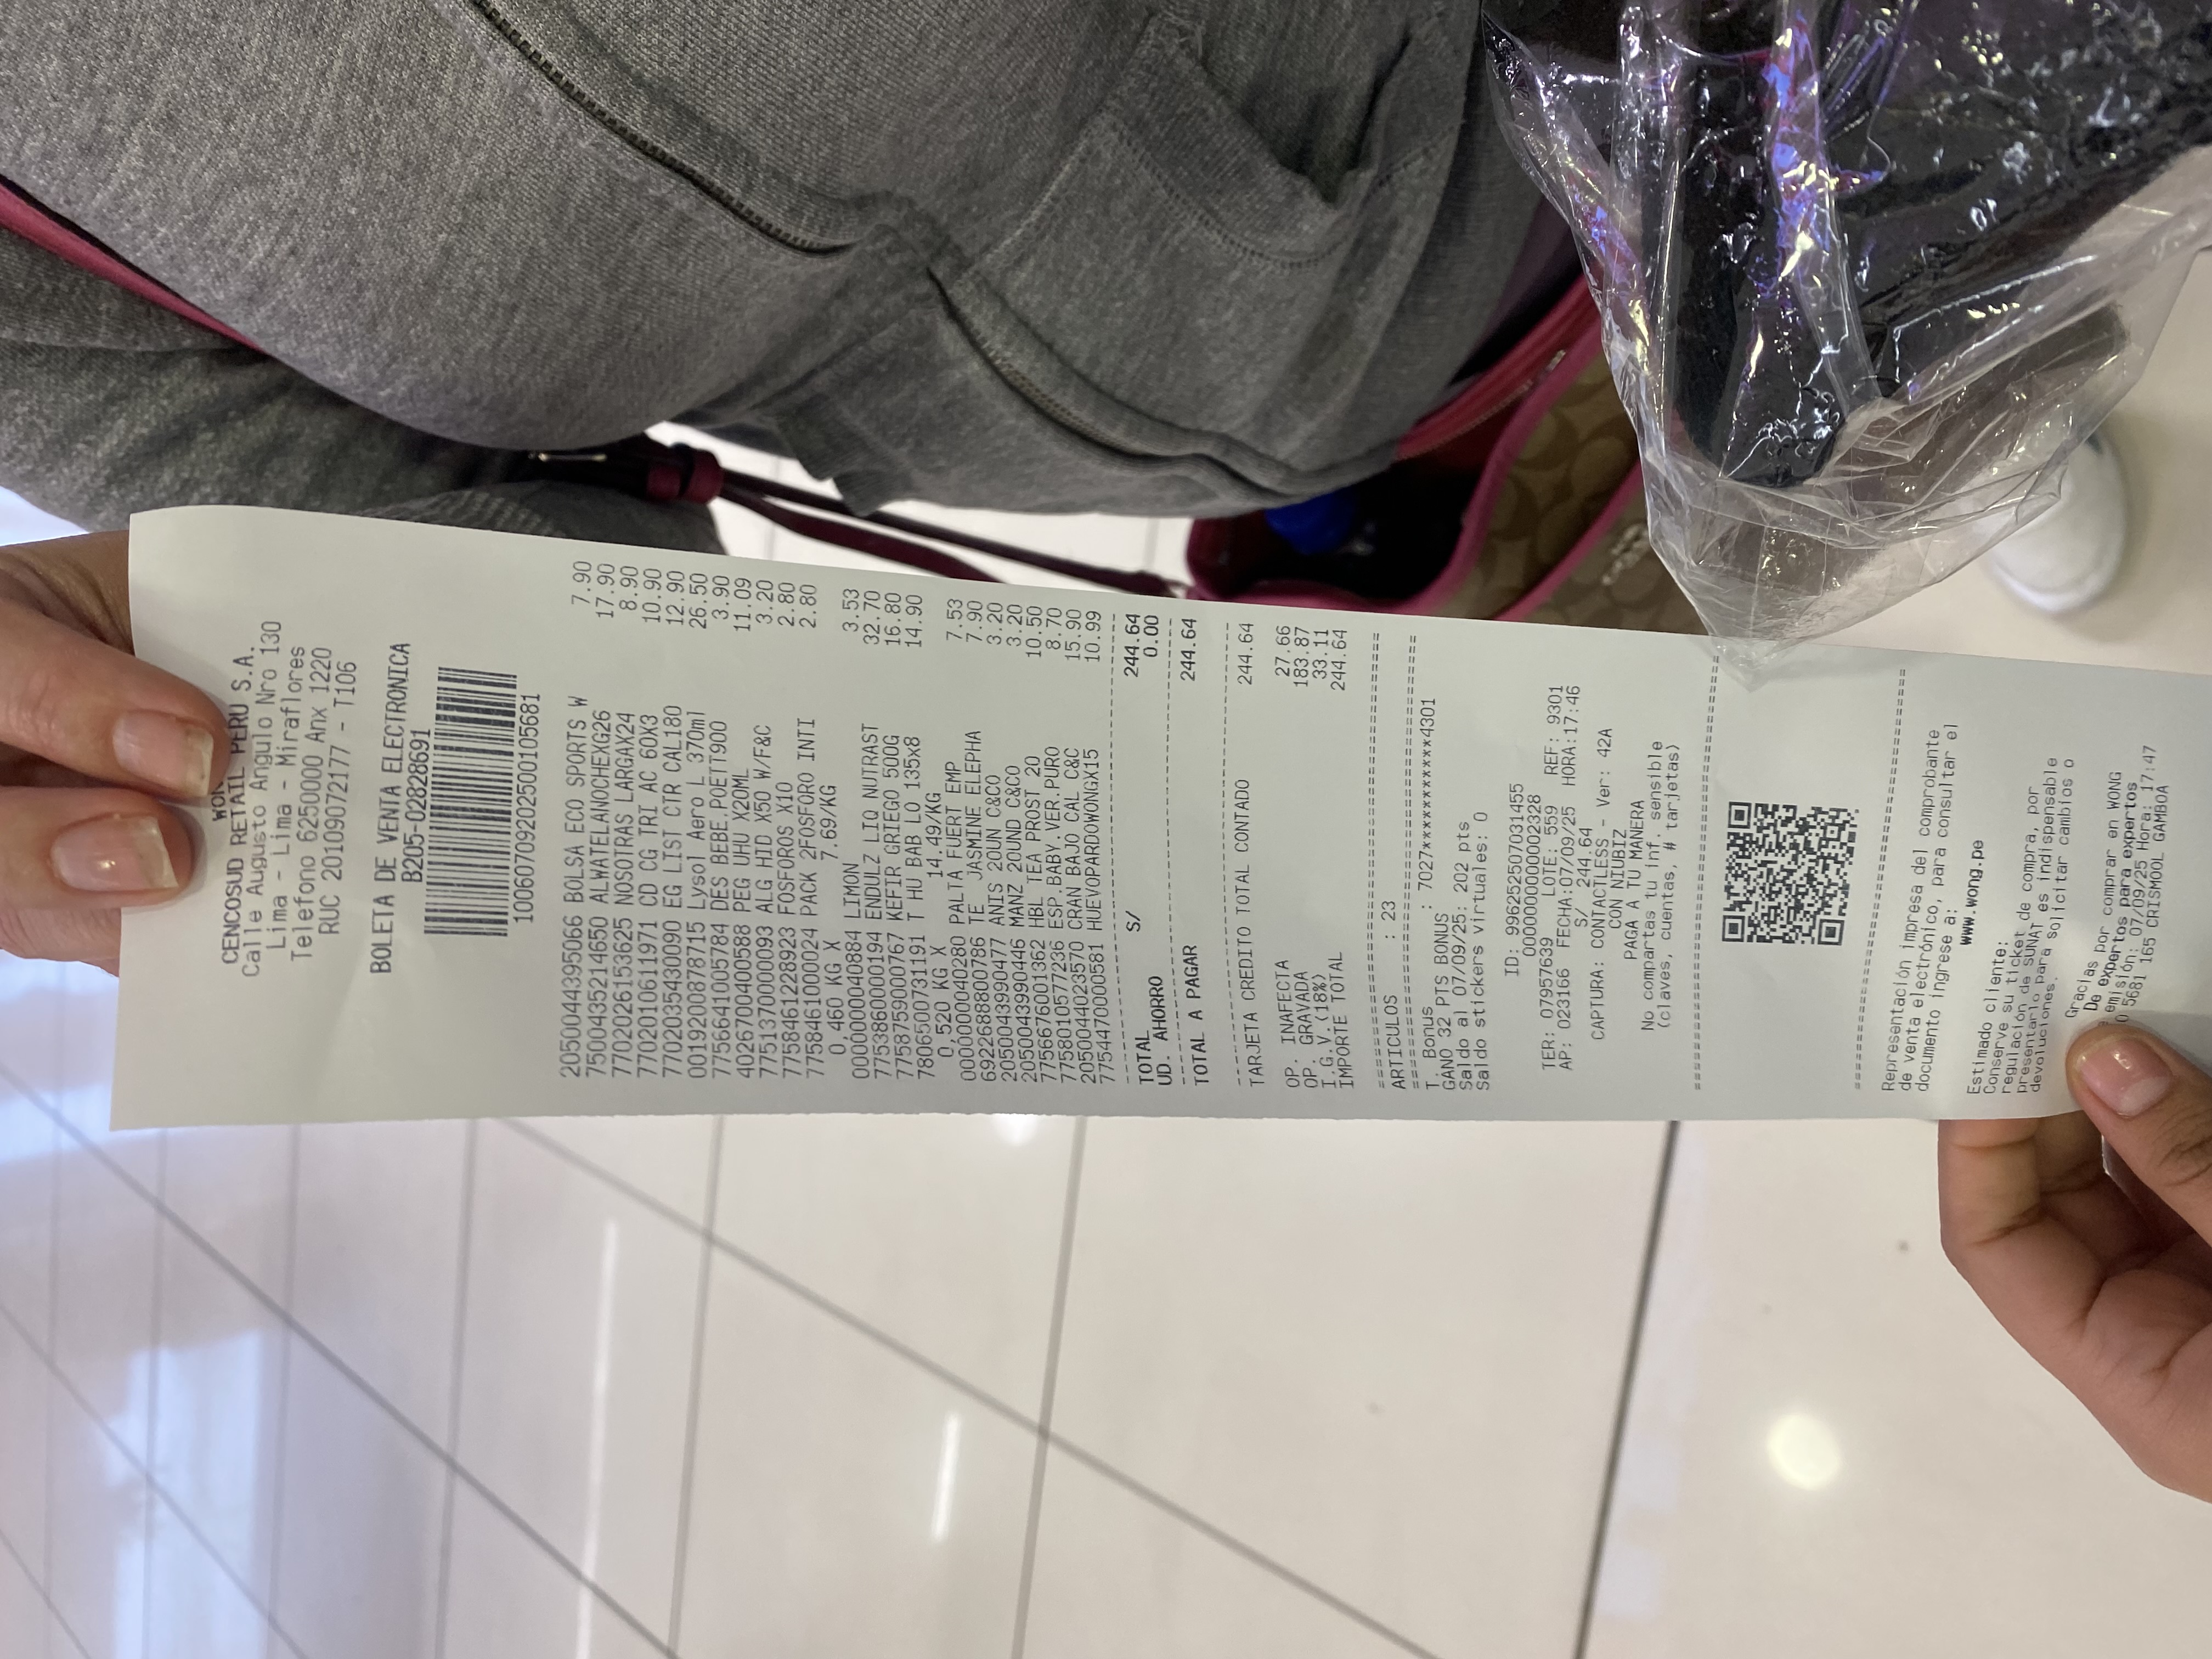 WON
CENCOSUD RETAIL PERU S.A.
Calle Augusto Angulo Nro 130
Lima - Lima - Miraflores
Telefono 6250000 Anx 1220
RUC 20109072177 - T106
BOLETA DE VENTA ELECTRONICA
B205-02828691
10060709202500105681
2050044395066 BOLSA ECO SPORTS W 7.90
7500435214650 ALWATELANOCHEXG26 17.90
7702026153625 NOSOTRAS LARGAX24 8.90
7702010611971 CD CG TRI AC 60X3 10.90
7702035430090 EG LIST CTR CAL180 12.90
0019200878715 Lysol Aero L 370ml 26.50
7756641005784 DES BEBE.POETT900 3.90
4026700400588 PEG UHU X20ML 11.09
7751370000093 ALG HID X50 W/F&C 3.20
7758461228923 FOSFOROS X10 2.80
7758461000024 PACK 2FOSFORO INTI 2.80
0,460 KG X 7.69/KG
0000000040884 LIMON 3.53
7753860000194 ENDULZ LIQ NUTRAST 32.70
7758759000767 KEFIR GRIEGO 500G 16.80
7806500731191 T HU BAB LO 135x8 14.90
0,520 KG X 14.49/KG
0000000040280 PALTA FUERT EMP 7.53
6922688800786 TE JASMINE ELEPHA 7.90
2050043990477 ANIS 20UN C&CO 3.20
2050043990446 MANZ 20UND C&CO 3.20
7756676001362 HBL TEA PROST 20 10.50
7758010577236 ESP.BABY.VER.PURO 8.70
2050044023570 CRAN BAJO CAL C&C 15.90
7754470000581 HUEVOPARDOWONGX15 10.99
TOTAL S/ 244.64
UD. AHORRO 0.00
TOTAL A PAGAR 244.64
TARJETA CREDITO TOTAL CONTADO 244.64
OP. INAFECTA 27.66
OP. GRAVADA 183.87
I.G.V.(18%) 33.11
IMPORTE TOTAL 244.64
ARTICULOS : 23
T. Bonus : 7027***********4301
GANO 32 PTS BONUS
Saldo al 07/09/25: 202 pts
Saldo stickers virtuales: 0
ID: 996252507031455
0000000000002328
TER: 07957639 LOTE: 559 REF: 9301
AP: 023166 FECHA:07/09/25 HORA:17:46
S/ 244.64
CAPTURA: CONTACTLESS - Ver: 42A
CON NIUBIZ
PAGA A TU MANERA
No compartas tu inf. sensible
(claves, cuentas, # tarjetas)
Representación impresa del comprobante
de venta electrónico, para consultar el
documento ingrese a:
www.wong.pe
Estimado cliente:
Conserve su ticket de compra, por
regulación de SUNAT es indispensable
presentarlo para solicitar cambios o
devoluciones.
Gracias por comprar en WONG
De expertos para expertos
emisión: 07/09/25 Hora: 17:47
0 5681 165 CRISMOOL GAMBOA